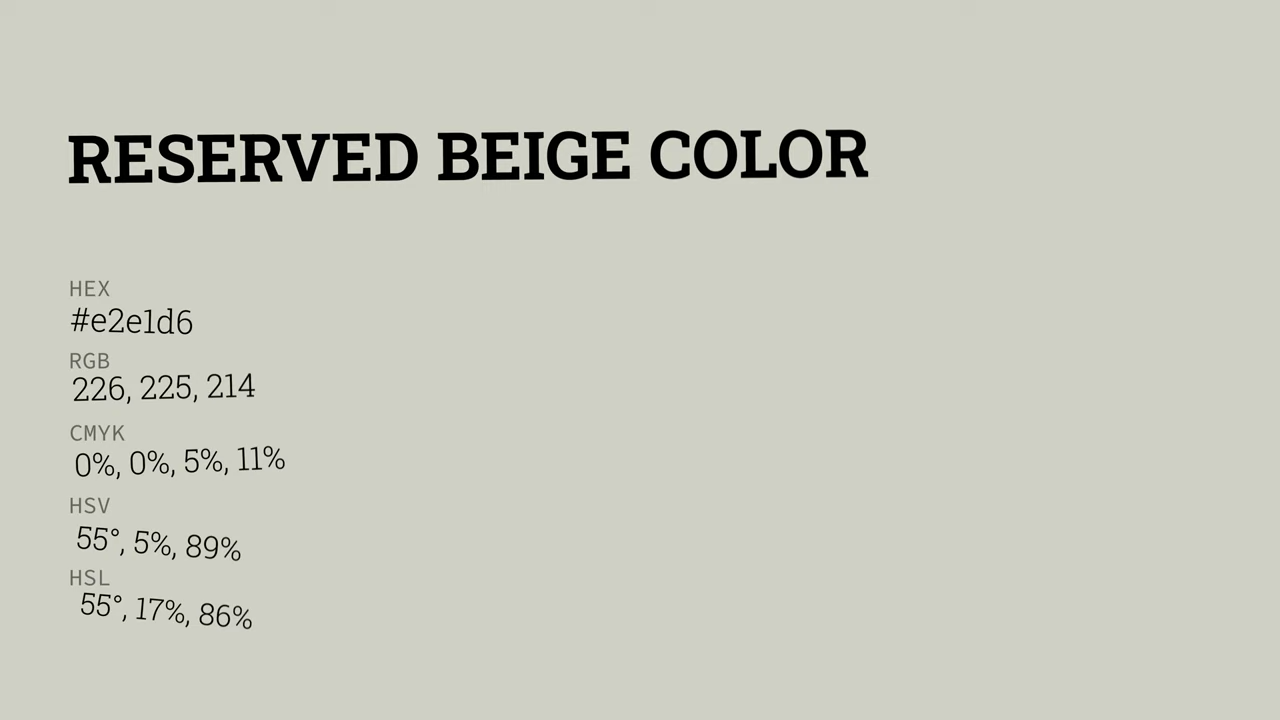 RESERVED BEIGE COLOR
HEX
#e2e1d6
RGB
226, 225, 214
CMYK
0%, 0%, 5%, 11%
HSV
55°, 5%, 89%
HSL
55°, 17%, 86%